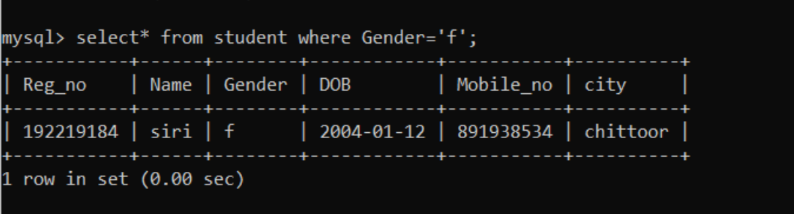 mysql> select* from student where Gender='f';
+-----------+------+--------+------------+-----------+----------+
| Reg_no    | Name | Gender | DOB        | Mobile_no | city     |
+-----------+------+--------+------------+-----------+----------+
| 192219184 | siri | f      | 2004-01-12 | 891938534 | chittoor |
+-----------+------+--------+------------+-----------+----------+
1 row in set (0.00 sec)